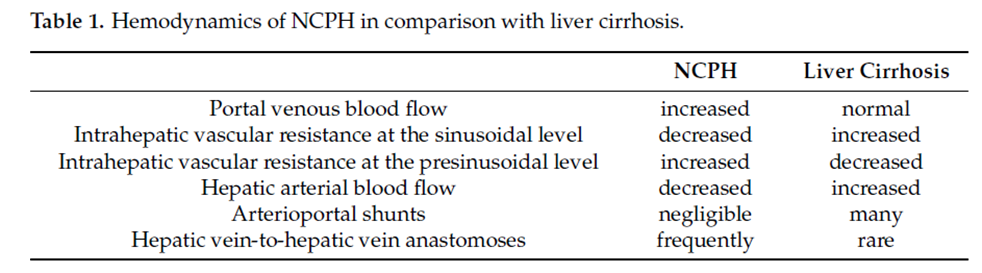 Table 1. Hemodynamics of NCPH in comparison with liver cirrhosis.
NCPH Liver Cirrhosis
Portal venous blood flow increased normal
Intrahepatic vascular resistance at the sinusoidal level decreased increased
Intrahepatic vascular resistance at the presinusoidal level increased decreased
Hepatic arterial blood flow decreased increased
Arterioportal shunts negligible many
Hepatic vein-to-hepatic vein anastomoses frequently rare